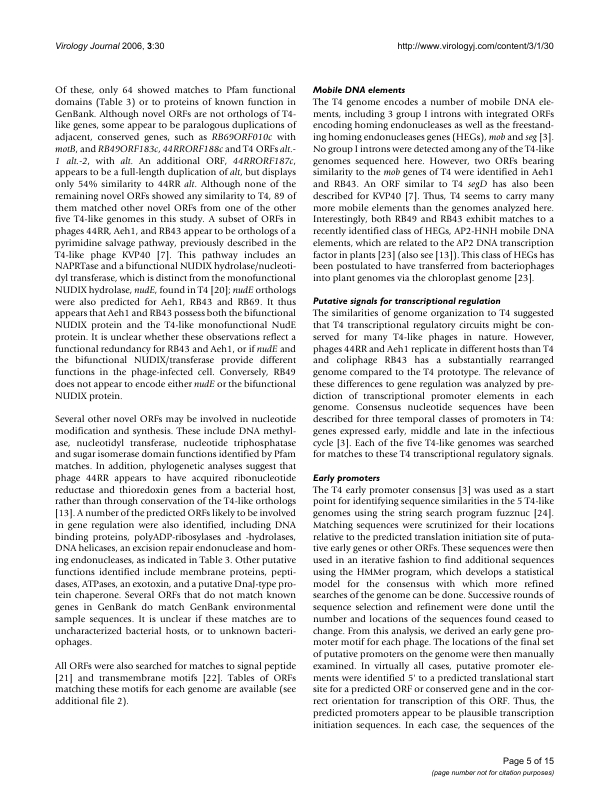 Virology Journal 2006, 3:30
http://www.virologyj.com/content/3/1/30
Of these, only 64 showed matches to Pfam functional
domains (Table 3) or to proteins of known function in
GenBank. Although novel ORFs are not orthologs of T4-
like genes, some appear to be paralogous duplications of
adjacent, conserved genes, such as RB69ORF010c with
motB, and RB49ORF183c, 44RRORF188c and T4 ORFs alt.-
1 alt.-2, with alt. An additional ORF, 44RRORF187c,
appears to be a full-length duplication of alt, but displays
only 54% similarity to 44RR alt. Although none of the
remaining novel ORFs showed any similarity to T4, 89 of
them matched other novel ORFs from one of the other
five T4-like genomes in this study. A subset of ORFs in
phages 44RR, Aeh1, and RB43 appear to be orthologs of a
pyrimidine salvage pathway, previously described in the
T4-like phage KVP40 [7]. This pathway includes an
NAPRTase and a bifunctional NUDIX hydrolase/nucleoti-
dyl transferase, which is distinct from the monofunctional
NUDIX hydrolase, nudE, found in T4 [20]; nudE orthologs
were also predicted for Aeh1, RB43 and RB69. It thus
appears that Aeh1 and RB43 possess both the bifunctional
NUDIX protein and the T4-like monofunctional NudE
protein. It is unclear whether these observations reflect a
functional redundancy for RB43 and Aeh1, or if nudE and
the bifunctional NUDIX/transferase provide different
functions in the phage-infected cell. Conversely, RB49
does not appear to encode either nudE or the bifunctional
NUDIX protein.
Several other novel ORFs may be involved in nucleotide
modification and synthesis. These include DNA methyl-
ase, nucleotidyl transferase, nucleotide triphosphatase
and sugar isomerase domain functions identified by Pfam
matches. In addition, phylogenetic analyses suggest that
phage 44RR appears to have acquired ribonucleotide
reductase and thioredoxin genes from a bacterial host,
rather than through conservation of the T4-like orthologs
[13]. A number of the predicted ORFs likely to be involved
in gene regulation were also identified, including DNA
binding proteins, polyADP-ribosylases and -hydrolases,
DNA helicases, an excision repair endonuclease and hom-
ing endonucleases, as indicated in Table 3. Other putative
functions identified include membrane proteins, pepti-
dases, ATPases, an exotoxin, and a putative DnaJ-type pro-
tein chaperone. Several ORFs that do not match known
genes in GenBank do match GenBank environmental
sample sequences. It is unclear if these matches are to
uncharacterized bacterial hosts, or to unknown bacteri-
ophages.
All ORFs were also searched for matches to signal peptide
[21] and transmembrane motifs [22]. Tables of ORFs
matching these motifs for each genome are available (see
additional file 2).
Mobile DNA elements
The T4 genome encodes a number of mobile DNA ele-
ments, including 3 group I introns with integrated ORFs
encoding homing endonucleases as well as the freestand-
ing homing endonucleases genes (HEGs), mob and seg [3].
No group I introns were detected among any of the T4-like
genomes sequenced here. However, two ORFs bearing
similarity to the mob genes of T4 were identified in Aeh1
and RB43. An ORF similar to T4 segD has also been
described for KVP40 [7]. Thus, T4 seems to carry many
more mobile elements than the genomes analyzed here.
Interestingly, both RB49 and RB43 exhibit matches to a
recently identified class of HEGs, AP2-HNH mobile DNA
elements, which are related to the AP2 DNA transcription
factor in plants [23] (also see [13]). This class of HEGs has
been postulated to have transferred from bacteriophages
into plant genomes via the chloroplast genome [23].
Putative signals for transcriptional regulation
The similarities of genome organization to T4 suggested
that T4 transcriptional regulatory circuits might be con-
served for many T4-like phages in nature. However,
phages 44RR and Aeh1 replicate in different hosts than T4
and coliphage RB43 has a substantially rearranged
genome compared to the T4 prototype. The relevance of
these differences to gene regulation was analyzed by pre-
diction of transcriptional promoter elements in each
genome. Consensus nucleotide sequences have been
described for three temporal classes of promoters in T4:
genes expressed early, middle and late in the infectious
cycle [3]. Each of the five T4-like genomes was searched
for matches to these T4 transcriptional regulatory signals.
Early promoters
The T4 early promoter consensus [3] was used as a start
point for identifying sequence similarities in the 5 T4-like
genomes using the string search program fuzznuc [24].
Matching sequences were scrutinized for their locations
relative to the predicted translation initiation site of puta-
tive early genes or other ORFs. These sequences were then
used in an iterative fashion to find additional sequences
using the HMMer program, which develops a statistical
model for the consensus with which more refined
searches of the genome can be done. Successive rounds of
sequence selection and refinement were done until the
number and locations of the sequences found ceased to
change. From this analysis, we derived an early gene pro-
moter motif for each phage. The locations of the final set
of putative promoters on the genome were then manually
examined. In virtually all cases, putative promoter ele-
ments were identified 5' to a predicted translational start
site for a predicted ORF or conserved gene and in the cor-
rect orientation for transcription of this ORF. Thus, the
predicted promoters appear to be plausible transcription
initiation sequences. In each case, the sequences of the
Page 5 of 15
(page number not for citation purposes)